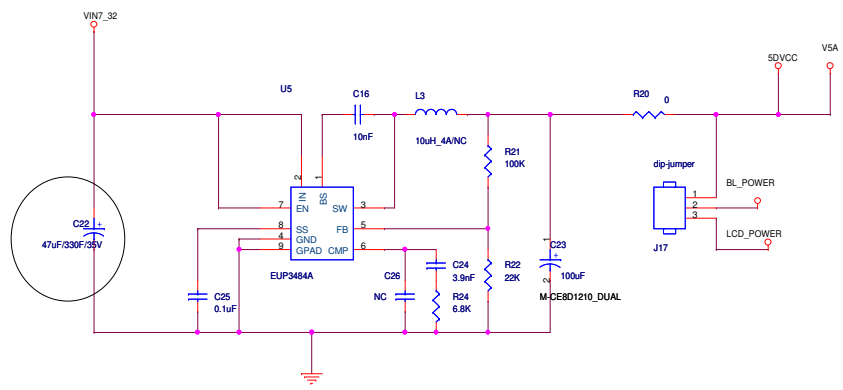 VIN7_32
5DVCC
V5A
U5
C16
L3
R20
0
10nF
10uH_4A/NC
R21
100K
dip-jumper
2
1
IN
BS
7
EN
SW
3
1
2
3
BL_POWER
C22
+
47uF/330F/35V
8
SS
FB
5
4
GND
9
GPAD
CMP
6
J17
LCD_POWER
1
C23
+
100uF
2
EUP3484A
C26
C24
3.9nF
R22
22K
C25
0.1uF
NC
R24
6.8K
M-CE8D1210_DUAL